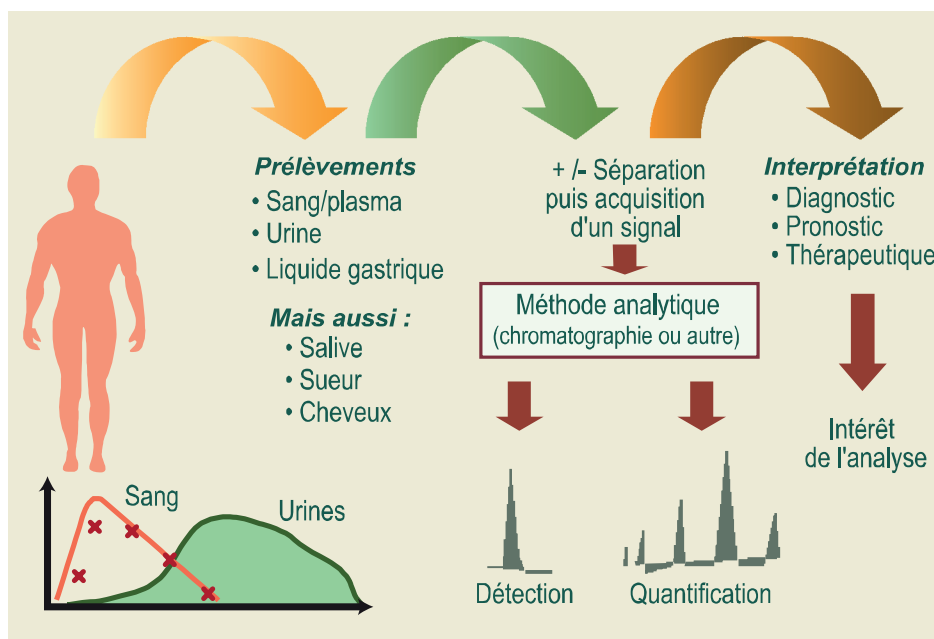 Prélèvements
• Sang/plasma
• Urine
• Liquide gastrique
Mais aussi :
• Salive
• Sueur
• Cheveux
+ /- Séparation
puis acquisition
d'un signal
Méthode analytique
(chromatographie ou autre)
Détection
Quantification
Interprétation
• Diagnostic
• Pronostic
• Thérapeutique
Intérêt
de l'analyse
Sang
Urines